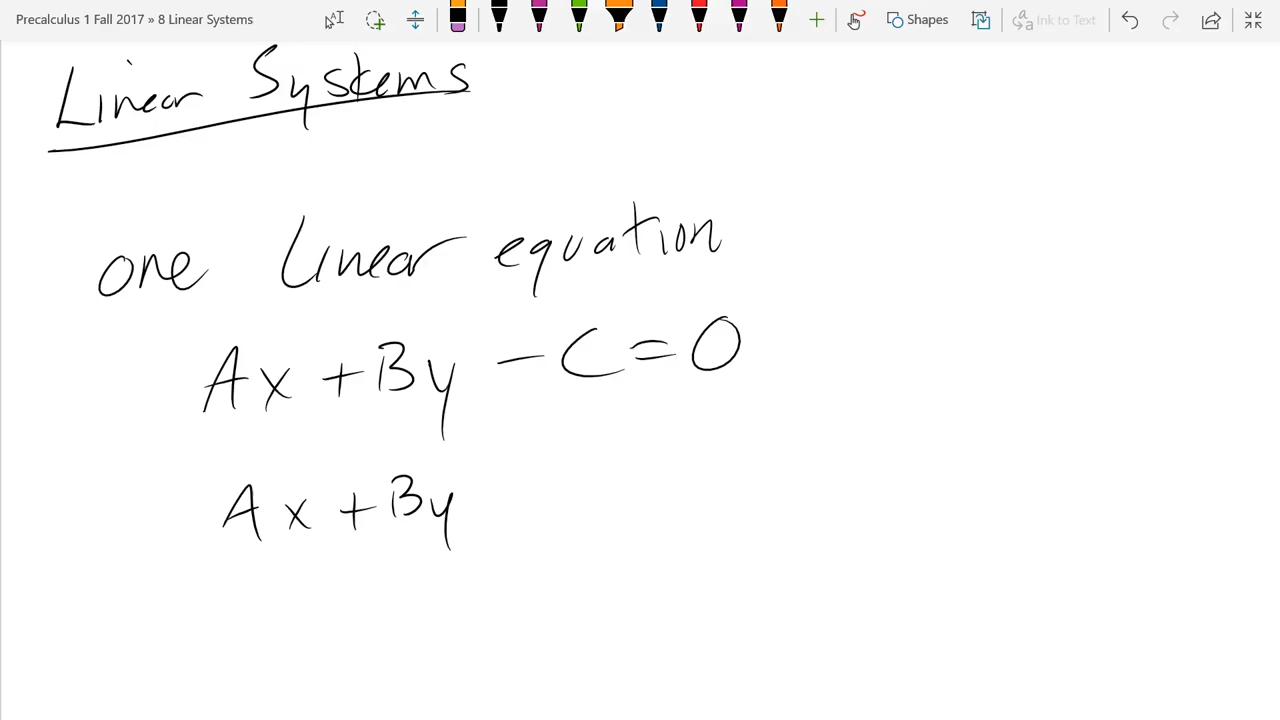 Precalculus 1 Fall 2017 » 8 Linear Systems
Shapes
Ink to Text
Linear Systems
one linear equation
Ax + By - C = 0
Ax + By